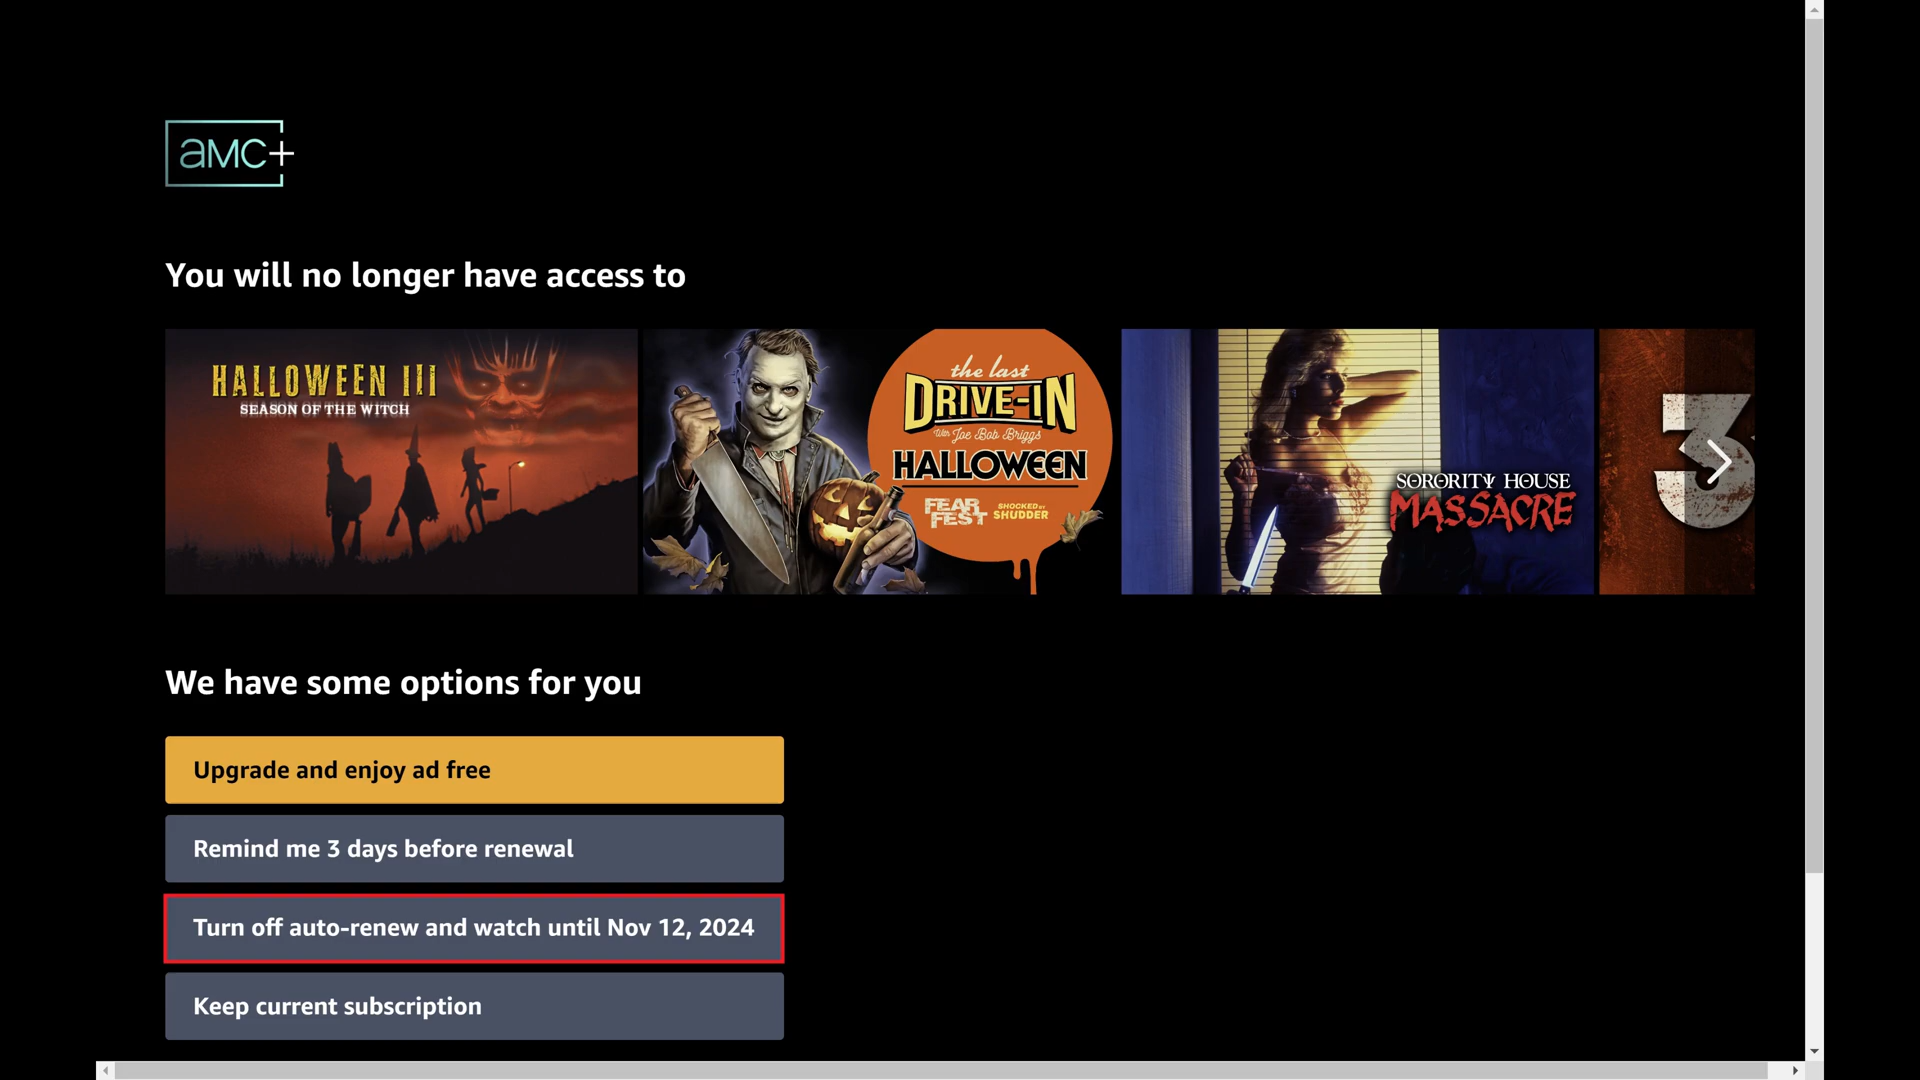 aMC+
You will no longer have access to
HALLOWEEN III
SEASON OF THE WITCH
the last
DRIVE-IN
With Joe Bob Briggs
HALLOWEEN
FEAR
FEST
SHOCKED BY
SHUDDER
SORORITY HOUSE
MASSACRE
3
We have some options for you
Upgrade and enjoy ad free
Remind me 3 days before renewal
Turn off auto-renew and watch until Nov 12, 2024
Keep current subscription